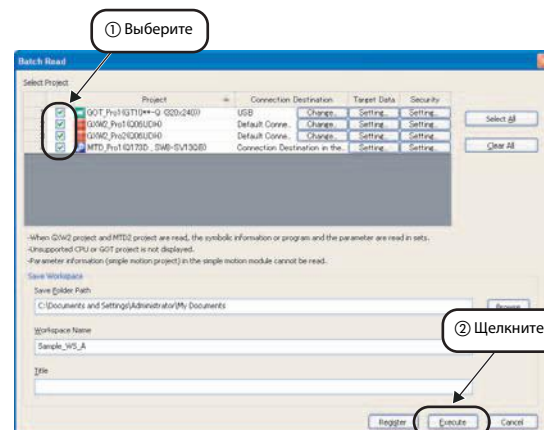 ① Выберите
Batch Read
Select Project
Project Connection Destination Target Data Security
GOT_Pro1(GT10**-Q (320x240)) USB Change... Setting... Setting...
GXW2_Pro1(Q06UDH) Default Conne.. Change... Setting... Setting...
GXW2_Pro2(Q06UDH) Default Conne.. Change... Setting... Setting...
MTD_Pro1(Q173D , SW8-SV13QB) Connection Destination in the.. Setting... Setting...
Select All
Clear All
-When GXW2 project and MTD2 project are read, the symbolic information or program and the parameter are read in sets.
-Unsupported CPU or GOT project is not displayed.
-Parameter information (simple motion project) in the simple motion module cannot be read.
Save Workspace
Save Folder Path
C:\Documents and Settings\Administrator\My Documents
② Щелкните
Workspace Name
Sample_WS_A
Title
Register Execute Cancel